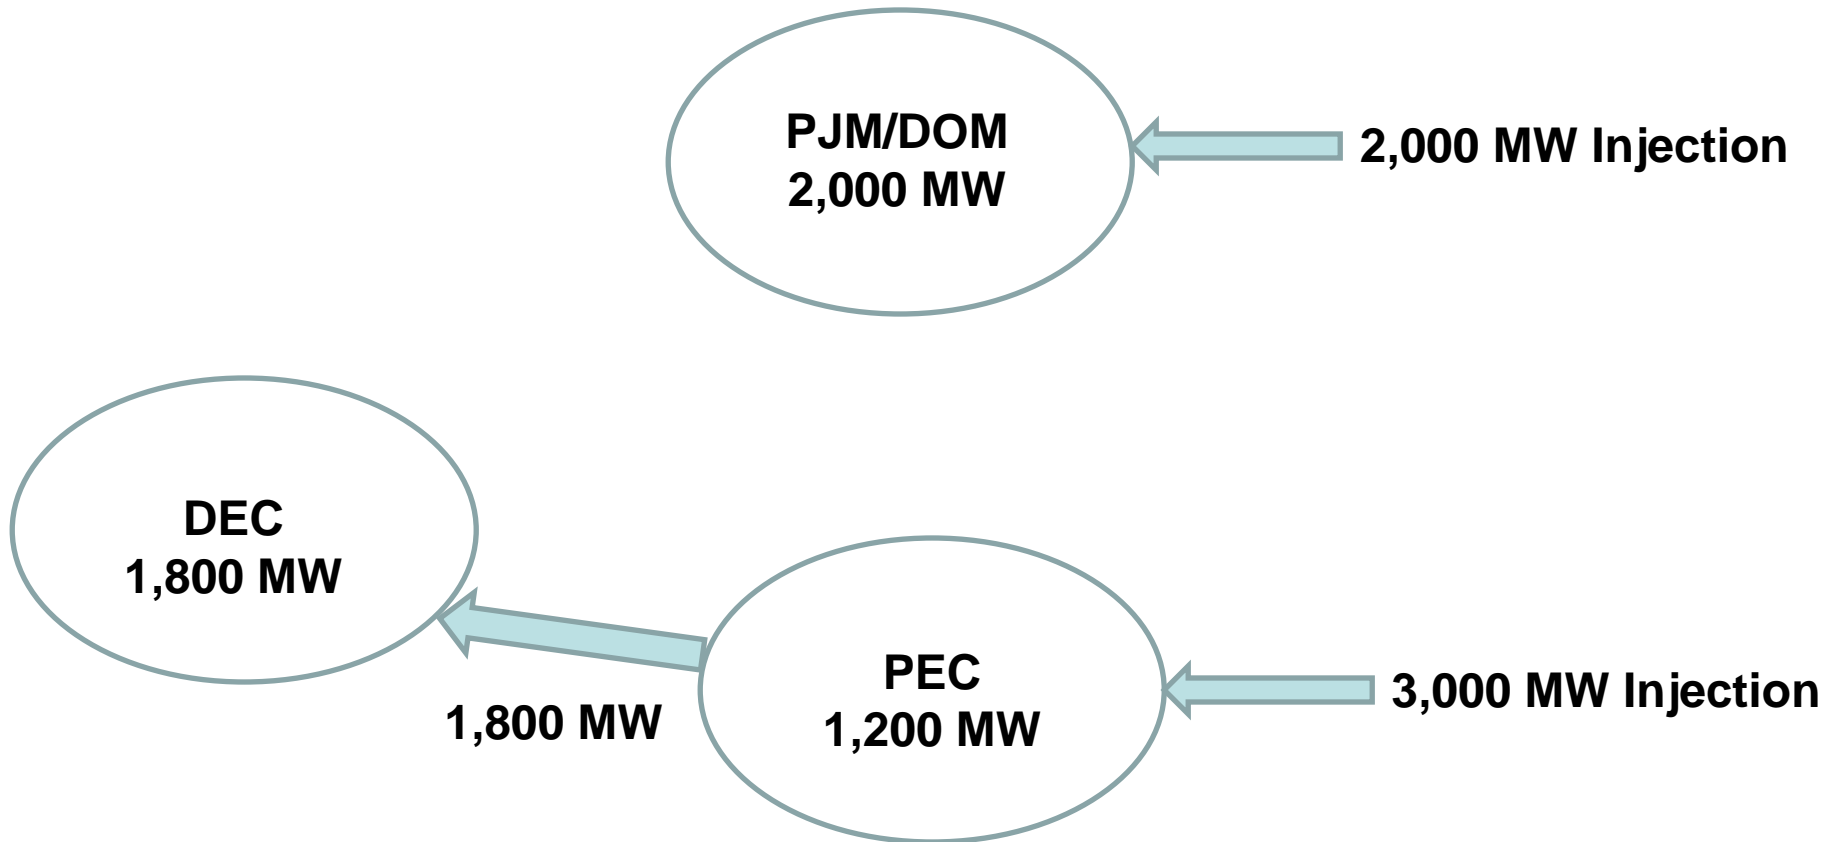 PJM/DOM
2,000 MW
2,000 MW Injection
DEC
1,800 MW
1,800 MW
PEC
1,200 MW
3,000 MW Injection